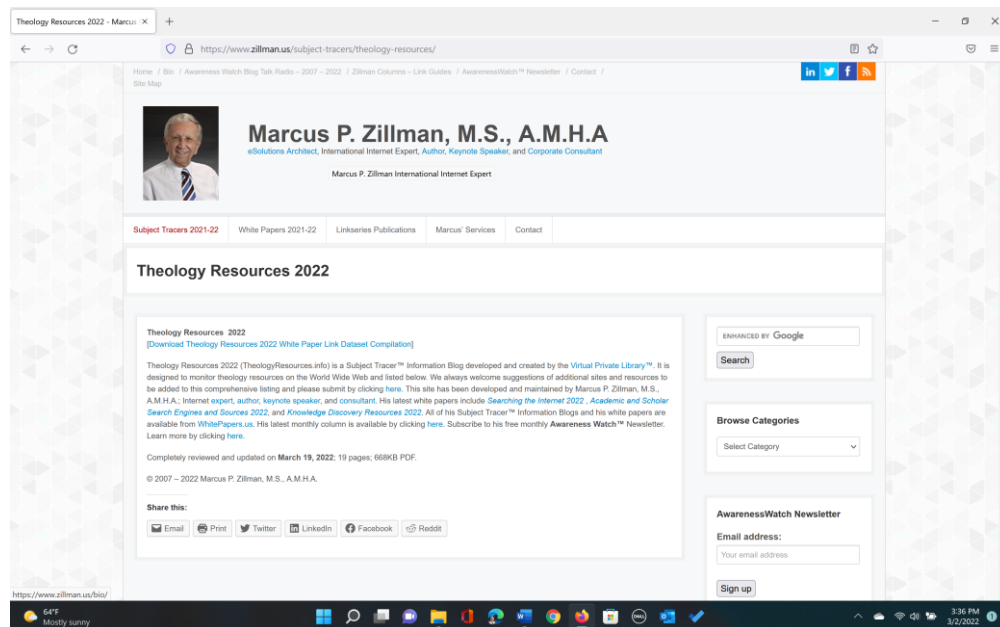 Theology Resources 2022 - Marcus
https://www.zillman.us/subject-tracers/theology-resources/
Home / Bio / Awareness Watch Blog Talk Radio – 2007 – 2022 / Zillman Columns – Link Guides / AwarenessWatch™ Newsletter / Contact /
Site Map
Marcus P. Zillman, M.S., A.M.H.A
eSolutions Architect, International Internet Expert, Author, Keynote Speaker, and Corporate Consultant
Marcus P. Zillman International Internet Expert
Subject Tracers 2021-22 White Papers 2021-22 Linkseries Publications Marcus' Services Contact
Theology Resources 2022
Theology Resources 2022
[Download Theology Resources 2022 White Paper Link Dataset Compilation]
Theology Resources 2022 (TheologyResources.info) is a Subject Tracer™ Information Blog developed and created by the Virtual Private Library™. It is
designed to monitor theology resources on the World Wide Web and listed below. We always welcome suggestions of additional sites and resources to
be added to this comprehensive listing and please submit by clicking here. This site has been developed and maintained by Marcus P. Zillman, M.S.,
A.M.H.A.; Internet expert, author, keynote speaker, and consultant. His latest white papers include Searching the Internet 2022 , Academic and Scholar
Search Engines and Sources 2022, and Knowledge Discovery Resources 2022. All of his Subject Tracer™ Information Blogs and his white papers are
available from WhitePapers.us. His latest monthly column is available by clicking here. Subscribe to his free monthly Awareness Watch™ Newsletter.
Learn more by clicking here.
Completely reviewed and updated on March 19, 2022; 19 pages; 668KB PDF.
© 2007 – 2022 Marcus P. Zillman, M.S., A.M.H.A.
Share this:
Email Print Twitter LinkedIn Facebook Reddit
ENHANCED BY Google
Search
Browse Categories
Select Category
AwarenessWatch Newsletter
Email address:
Your email address
Sign up
https://www.zillman.us/bio/
64°F
Mostly sunny
3:36 PM
3/2/2022